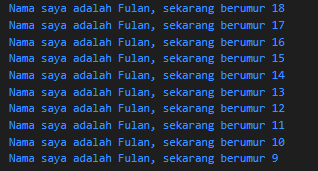 Nama saya adalah Fulan, sekarang berumur 18
Nama saya adalah Fulan, sekarang berumur 17
Nama saya adalah Fulan, sekarang berumur 16
Nama saya adalah Fulan, sekarang berumur 15
Nama saya adalah Fulan, sekarang berumur 14
Nama saya adalah Fulan, sekarang berumur 13
Nama saya adalah Fulan, sekarang berumur 12
Nama saya adalah Fulan, sekarang berumur 11
Nama saya adalah Fulan, sekarang berumur 10
Nama saya adalah Fulan, sekarang berumur 9